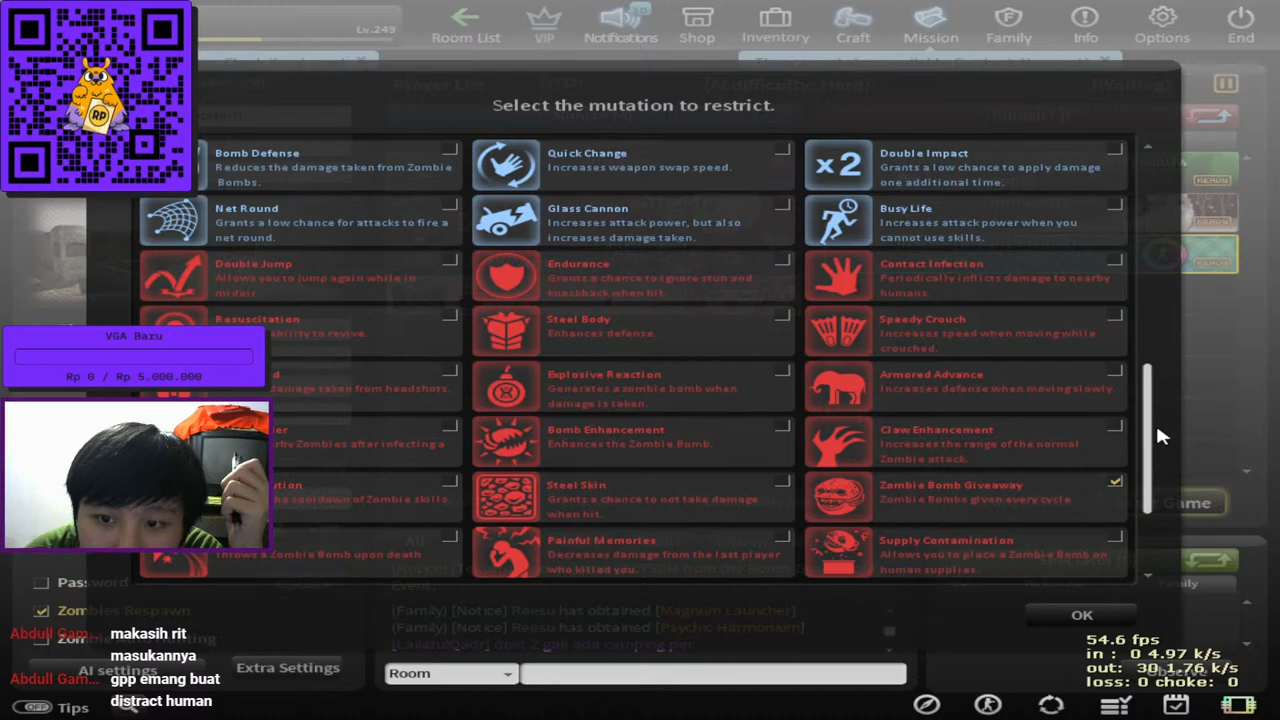 Lv.249
Room List
VIP
Notifications
Shop
Inventory
Craft
Mission
Family
Info
Options
End
Player List
Select the mutation to restrict.
Bomb Defense
Reduces the damage taken from Zombie
Bombs.
Quick Change
Increases weapon swap speed.
x2
Double Impact
Grants a low chance to apply damage
one additional time.
Net Round
Grants a low chance for attacks to fire a
net round.
Glass Cannon
Increases attack power, but also
increases damage taken.
Busy Life
Increases attack power when you
cannot use skills.
READY
READY
Double Jump
Allows you to jump again while in
midair
Endurance
Grants a chance to ignore stun and
knockback when hit.
Contact Infection
Periodically inflicts damage to nearby
humans.
Resuscitation
ability to revive.
Steel Body
Enhances defense.
Speedy Crouch
Increases speed when moving while
crouched.
VGA Baru
Rp 0 / Rp 5.000.000
damage taken from headshots.
Explosive Reaction
Generates a zombie bomb when
damage is taken.
Armored Advance
Increases defense when moving slowly.
Zombies after infecting a
Bomb Enhancement
Enhances the Zombie Bomb.
Claw Enhancement
Increases the range of the normal
Zombie attack.
cooldown of Zombie skills.
Steel Skin
Grants a chance to not take damage
when hit.
Zombie Bomb Giveaway
Zombie Bombs given every cycle
Game
Throws a Zombie Bomb upon death
Painful Memories
Decreases damage from the last player
who killed you.
Supply Contamination
Allows you to place a Zombie Bomb on
human supplies.
Family
Event.
Zombies Respawn
(Family) [Notice] Reesu has obtained [Magnum Launcher]
(Family) [Notice] Reesu has obtained [Psychic Harmonium]
OK
Abdull Gam... makasih rit
masukannya
Abdull Gam... gpp emang buat
distract human
AI settings
Extra Settings
Room
54.6 fps
in : 0 4.97 k/s
out: 30 1.76 k/s
loss: 0 choke: 0
Observe
OFF
Tips
RP